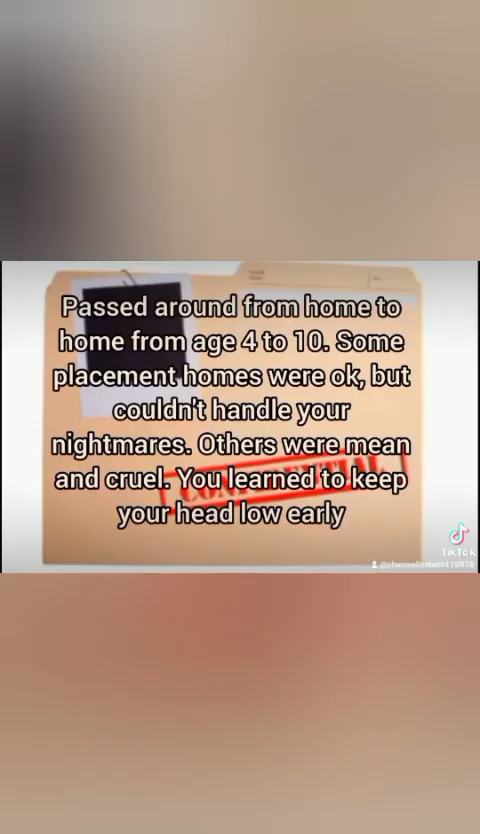 Passed around from home to
home from age 4 to 10. Some
placement homes were ok, but
couldn't handle your
nightmares. Others were mean
and cruel. You learned to keep
your head low early
CONFIDENTIAL
TikTok